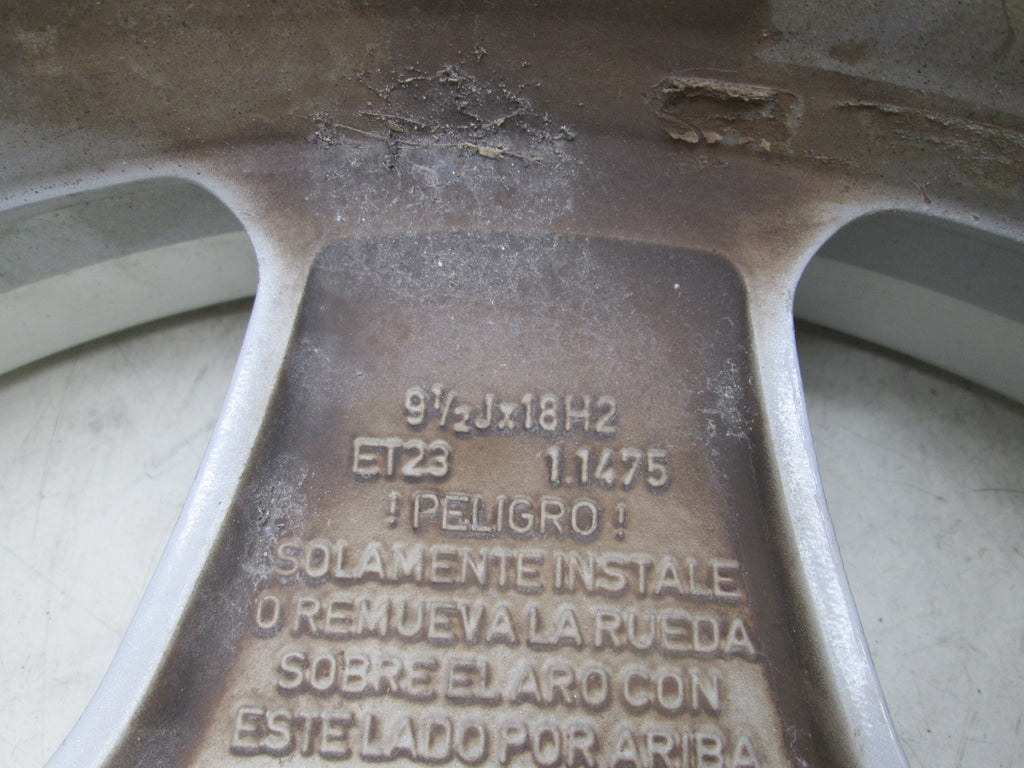 9½Jx18H2
ET23 1.1475
!PELIGRO!
SOLAMENTE INSTALE
O REMUEVA LA RUEDA
SOBRE EL ARO CON
ESTE LADO POR ARIBA